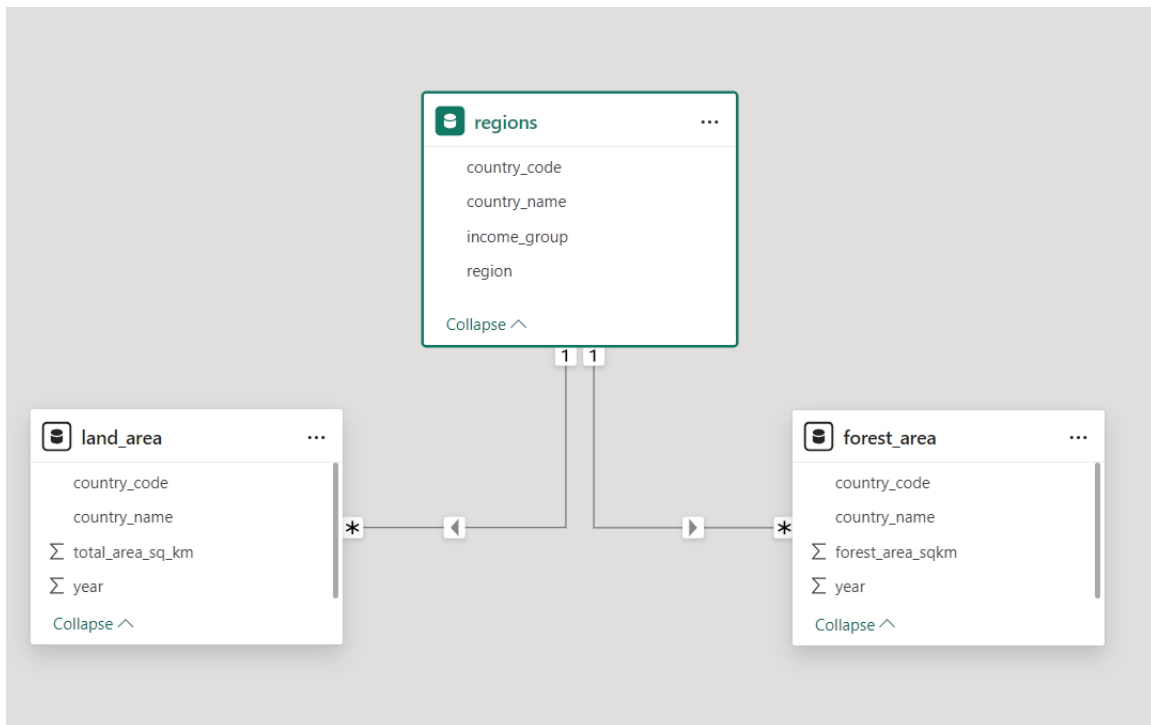 regions
...
country_code
country_name
income_group
region
Collapse
1 1
land_area
...
country_code
country_name
Σ total_area_sq_km
Σ year
Collapse
*
*
forest_area
...
country_code
country_name
Σ forest_area_sqkm
Σ year
Collapse